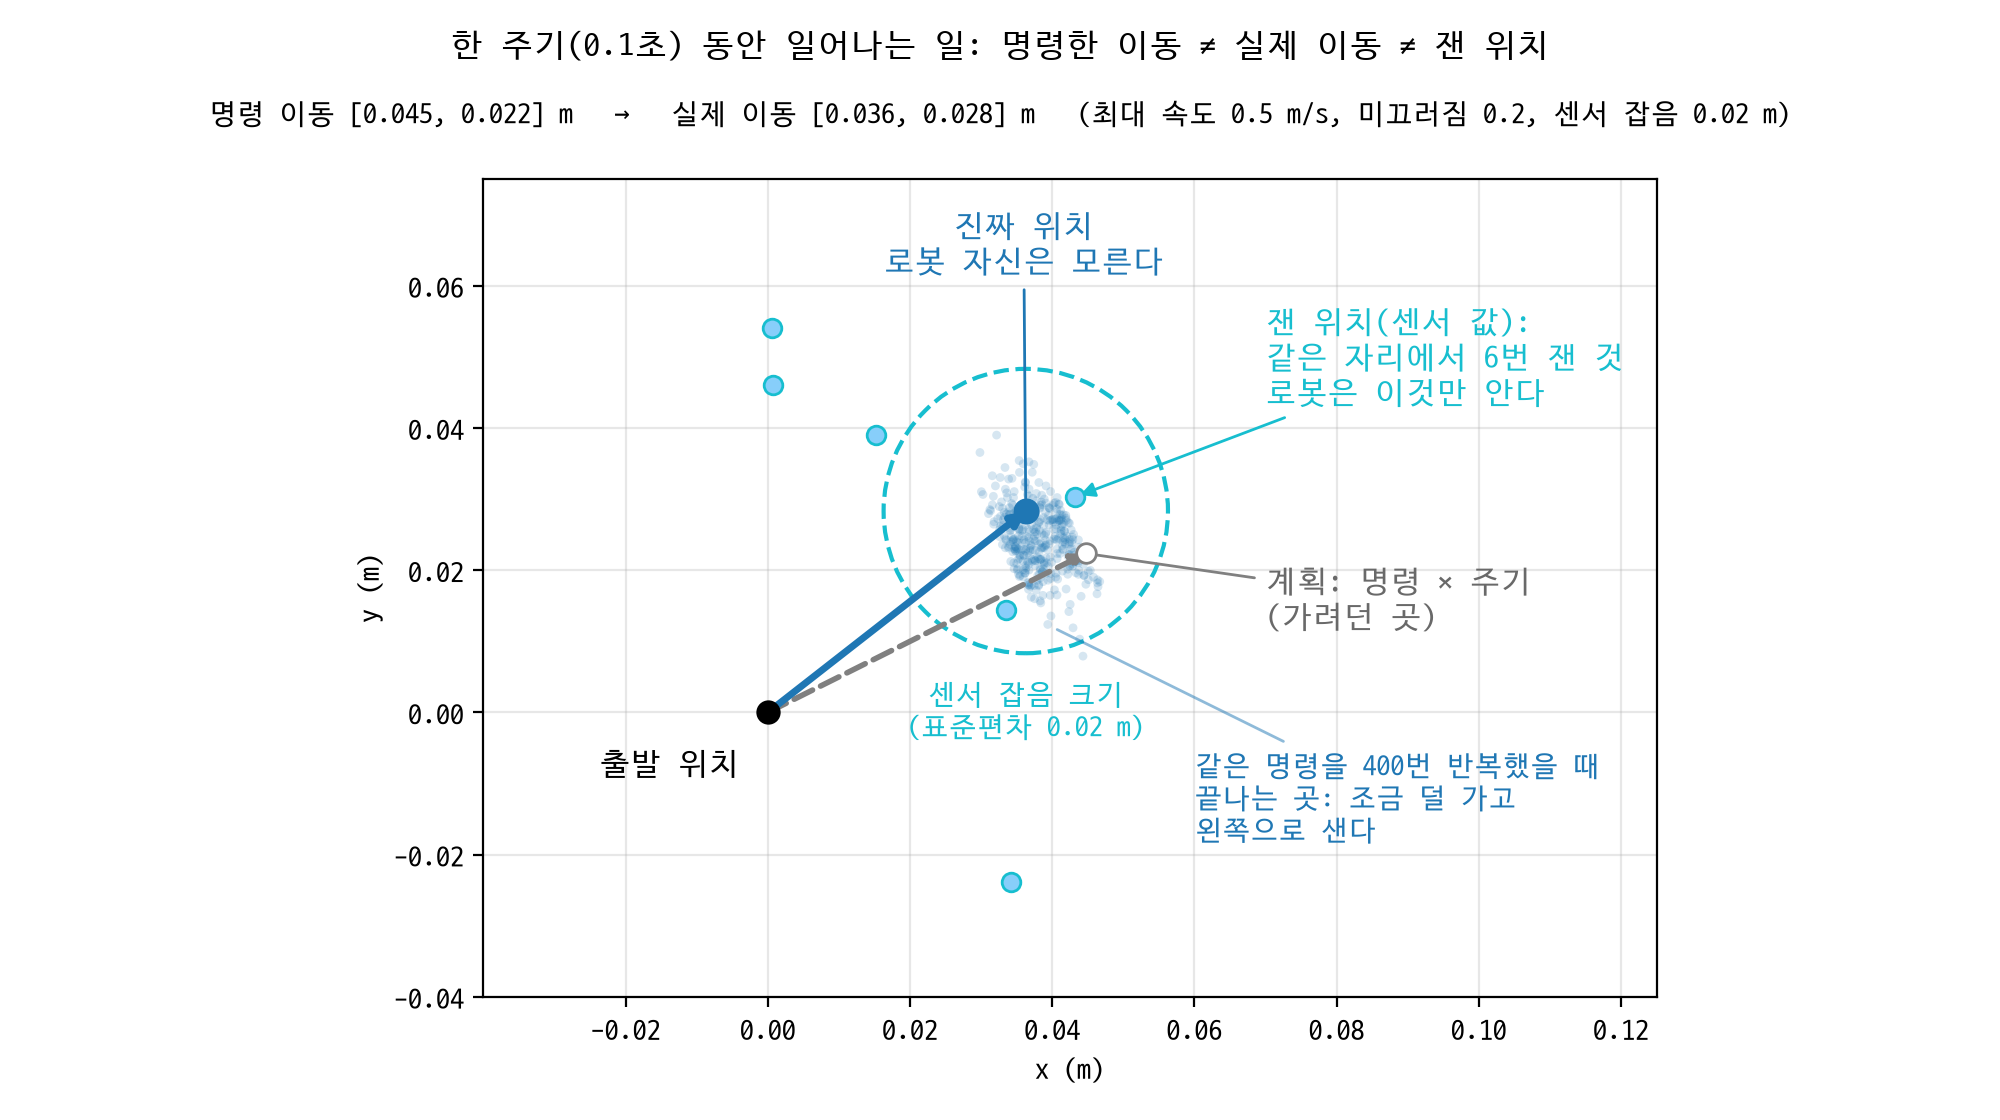 한 주기(0.1초) 동안 일어나는 일: 명령한 이동 ≠ 실제 이동 ≠ 잰 위치
명령 이동 [0.045, 0.022] m → 실제 이동 [0.036, 0.028] m (최대 속도 0.5 m/s, 미끄러짐 0.2, 센서 잡음 0.02 m)
진짜 위치
로봇 자신은 모른다
잰 위치(센서 값):
같은 자리에서 6번 잰 것
로봇은 이것만 안다
계획: 명령 × 주기
(가려던 곳)
센서 잡음 크기
(표준편차 0.02 m)
출발 위치
같은 명령을 400번 반복했을 때
끝나는 곳: 조금 덜 가고
왼쪽으로 샌다
y (m)
0.06
0.04
0.02
0.00
−0.02
−0.04
−0.02
0.00
0.02
0.04
0.06
0.08
0.10
0.12
x (m)